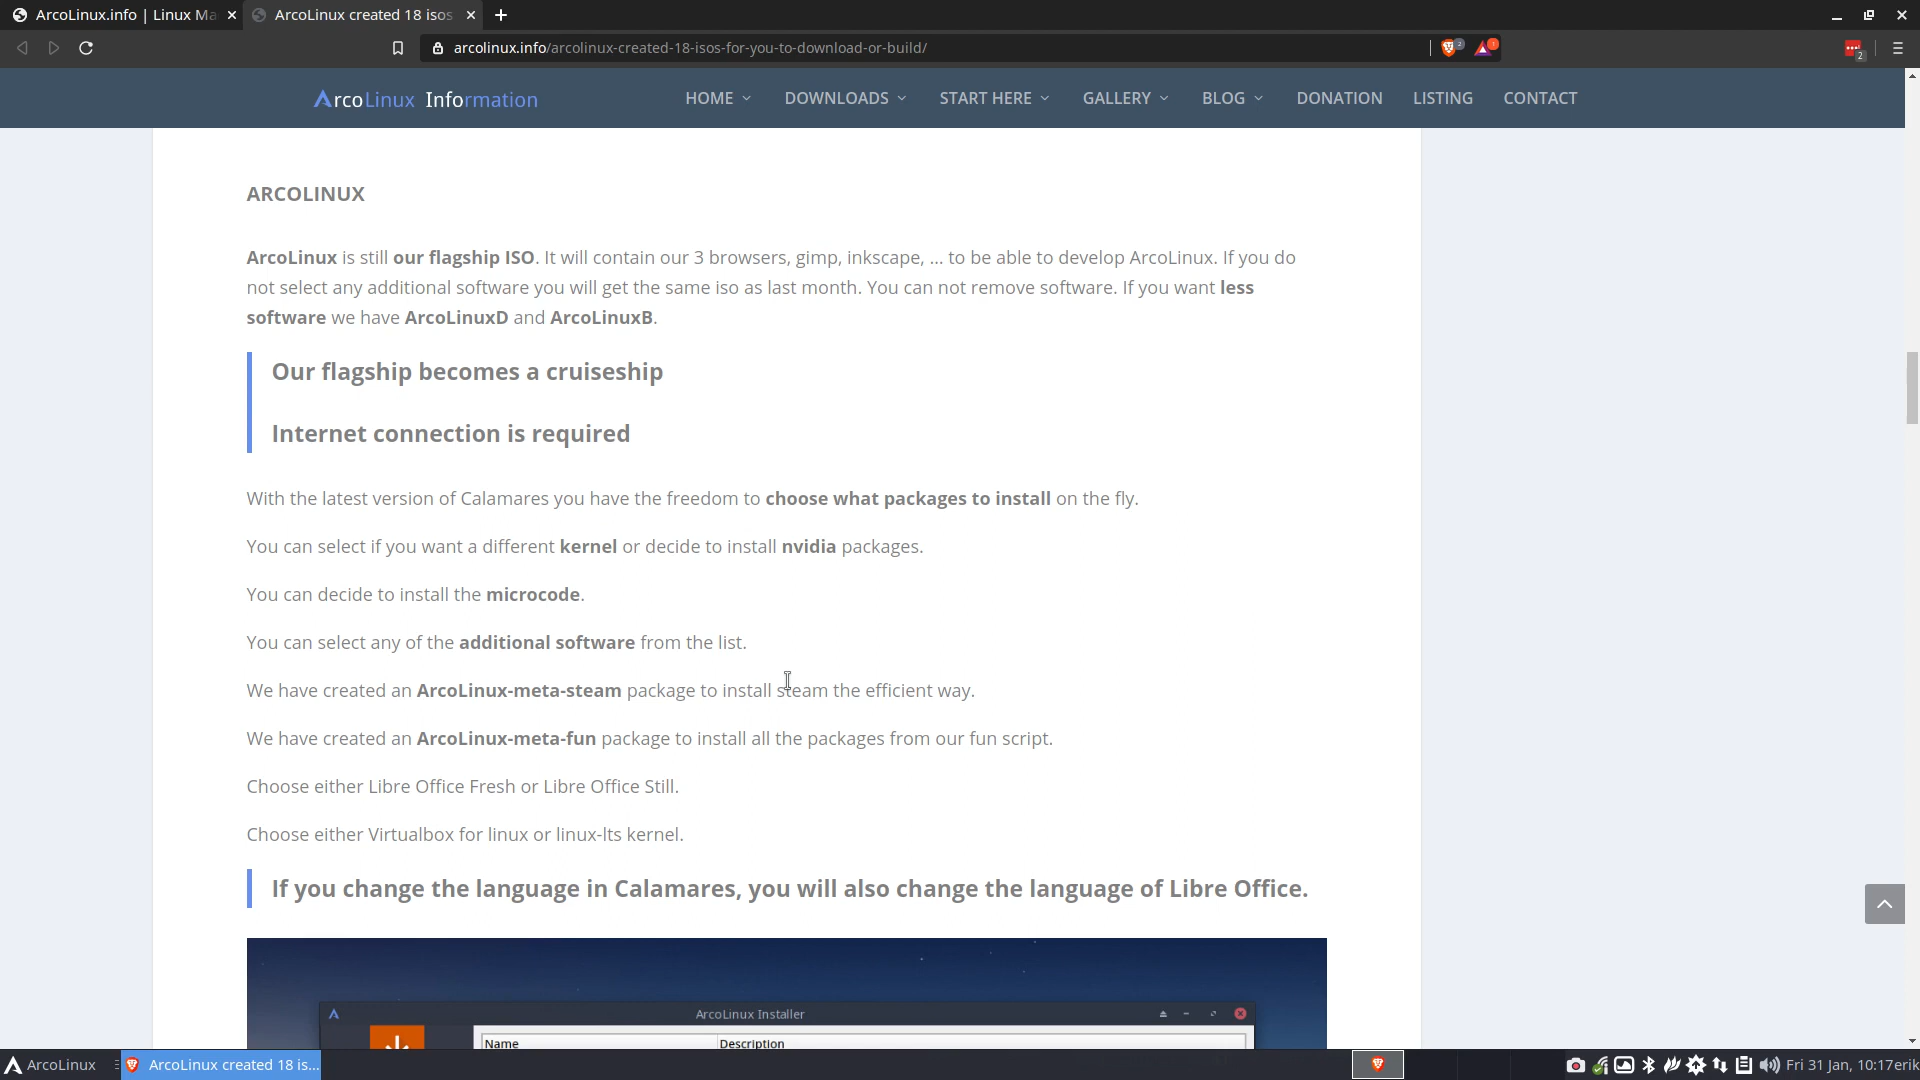 ArcoLinux.info | Linux Ma
ArcoLinux created 18 isos
arcolinux.info/arcolinux-created-18-isos-for-you-to-download-or-build/
2
1
2
ArcoLinux Information
HOME
DOWNLOADS
START HERE
GALLERY
BLOG
DONATION
LISTING
CONTACT
ARCOLINUX
ArcoLinux is still our flagship ISO. It will contain our 3 browsers, gimp, inkscape, ... to be able to develop ArcoLinux. If you do
not select any additional software you will get the same iso as last month. You can not remove software. If you want less
software we have ArcoLinuxD and ArcoLinuxB.
Our flagship becomes a cruiseship
Internet connection is required
With the latest version of Calamares you have the freedom to choose what packages to install on the fly.
You can select if you want a different kernel or decide to install nvidia packages.
You can decide to install the microcode.
You can select any of the additional software from the list.
We have created an ArcoLinux-meta-steam package to install steam the efficient way.
We have created an ArcoLinux-meta-fun package to install all the packages from our fun script.
Choose either Libre Office Fresh or Libre Office Still.
Choose either Virtualbox for linux or linux-lts kernel.
If you change the language in Calamares, you will also change the language of Libre Office.
ArcoLinux Installer
Name
Description
ArcoLinux
ArcoLinux created 18 is...
Fri 31 Jan, 10:17
erik